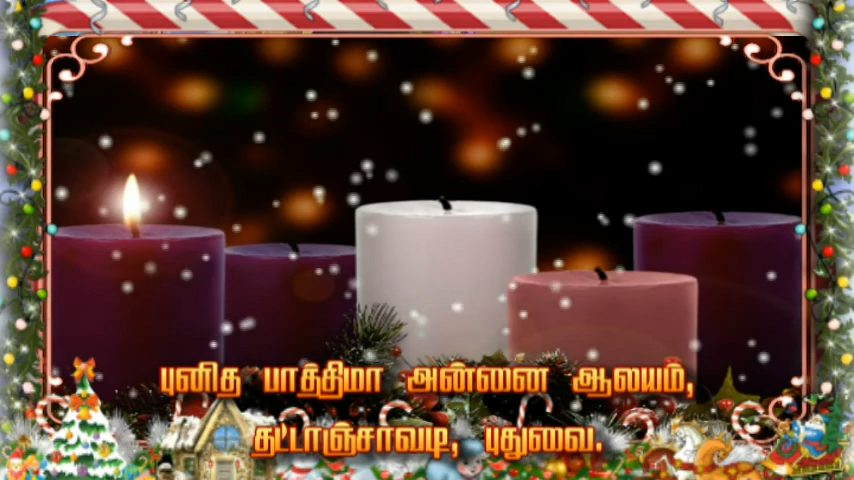 புனித பாத்திமா அன்னை ஆலயம்,
தட்டாஞ்சாவடி, புதுவை.